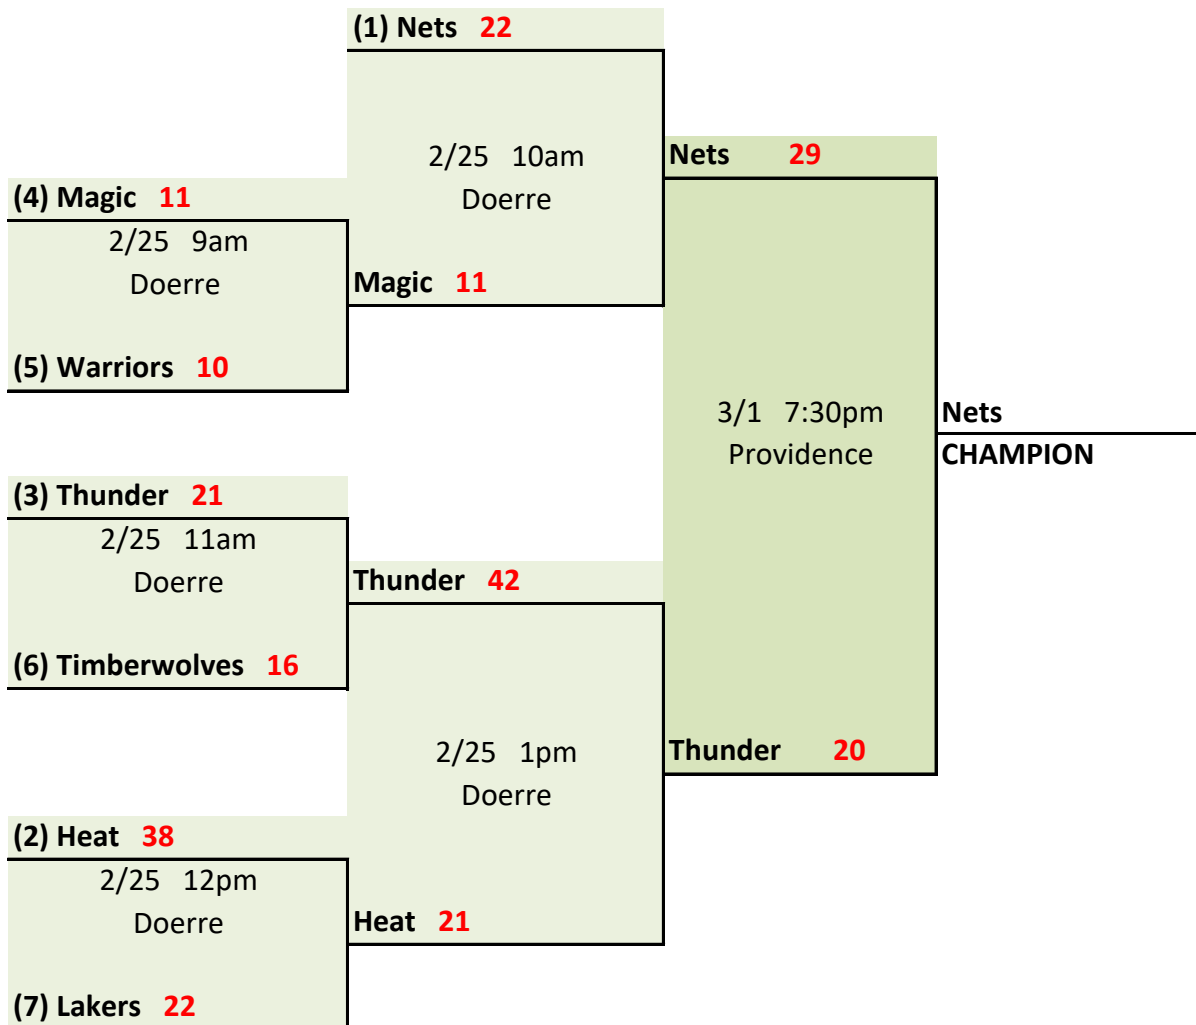 (1) Nets 22
2/25 10am
Doerre
Nets 29
(4) Magic 11
2/25 9am
Doerre
Magic 11
(5) Warriors 10
3/1 7:30pm
Providence
Nets
CHAMPION
(3) Thunder 21
2/25 11am
Doerre
Thunder 42
(6) Timberwolves 16
2/25 1pm
Doerre
Thunder 20
(2) Heat 38
2/25 12pm
Doerre
Heat 21
(7) Lakers 22